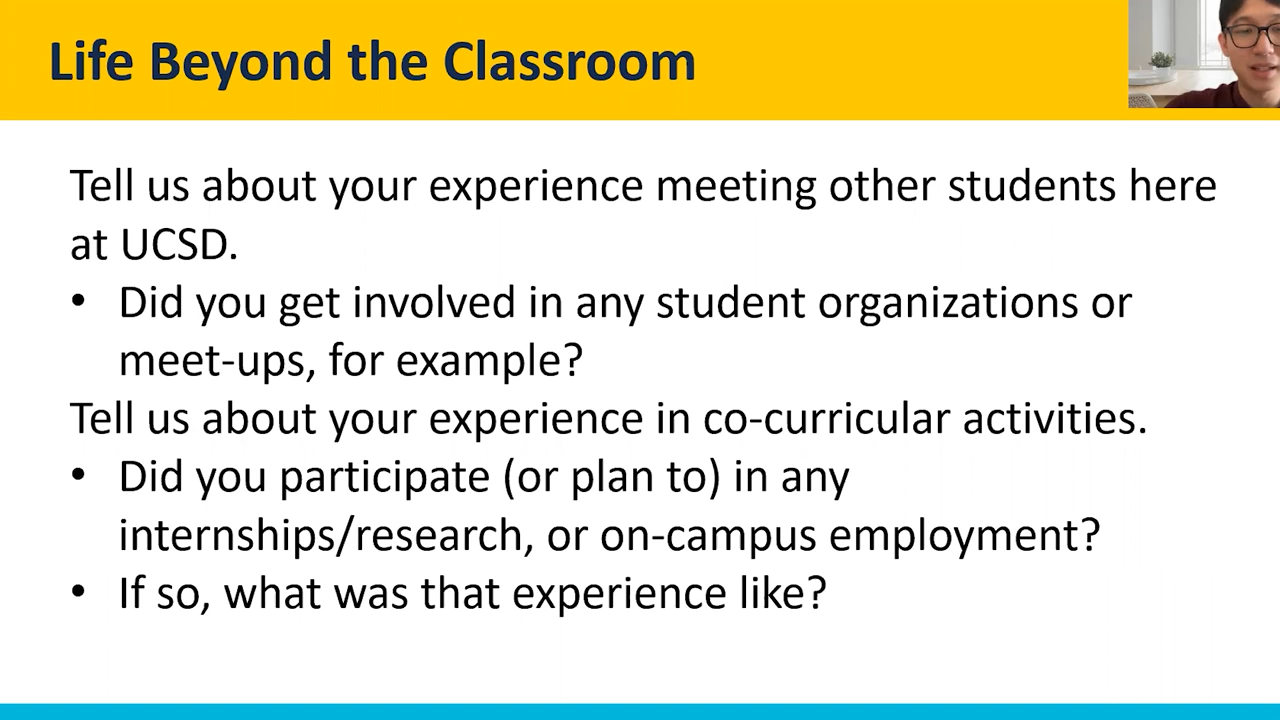 Life Beyond the Classroom
Tell us about your experience meeting other students here
at UCSD.
• Did you get involved in any student organizations or
meet-ups, for example?
Tell us about your experience in co-curricular activities.
• Did you participate (or plan to) in any
internships/research, or on-campus employment?
• If so, what was that experience like?